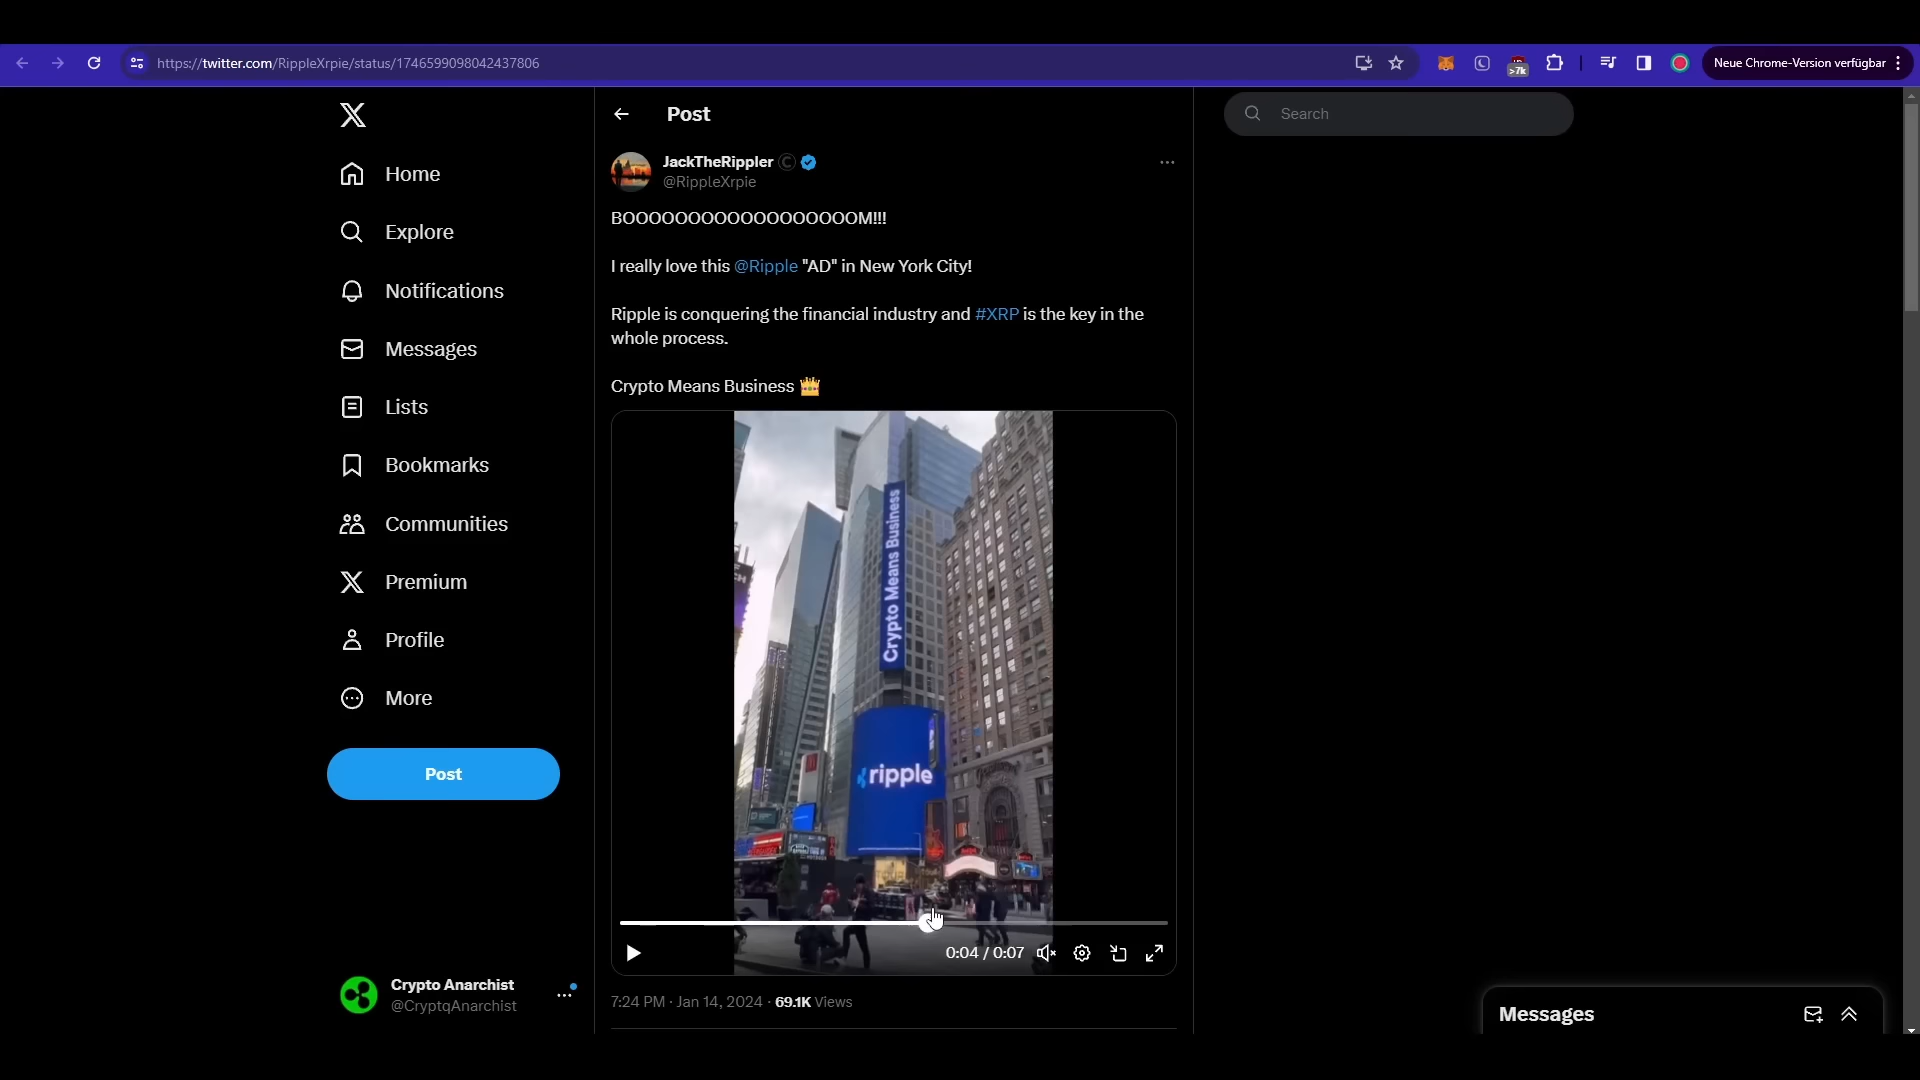 https://twitter.com/RippleXrpie/status/1746599098042437806
>7k
Neue Chrome-Version verfügbar
Home
Explore
Notifications
Messages
Lists
Bookmarks
Communities
Premium
Profile
More
Post
Crypto Anarchist
@CryptqAnarchist
Post
JackTheRippler ©
@RippleXrpie
BOOOOOOOOOOOOOOOOOOM!!!
I really love this @Ripple "AD" in New York City!
Ripple is conquering the financial industry and #XRP is the key in the
whole process.
Crypto Means Business 👑
Crypto Means Business
ripple
0:04 / 0:07
7:24 PM · Jan 14, 2024 · 69.1K Views
Search
Messages